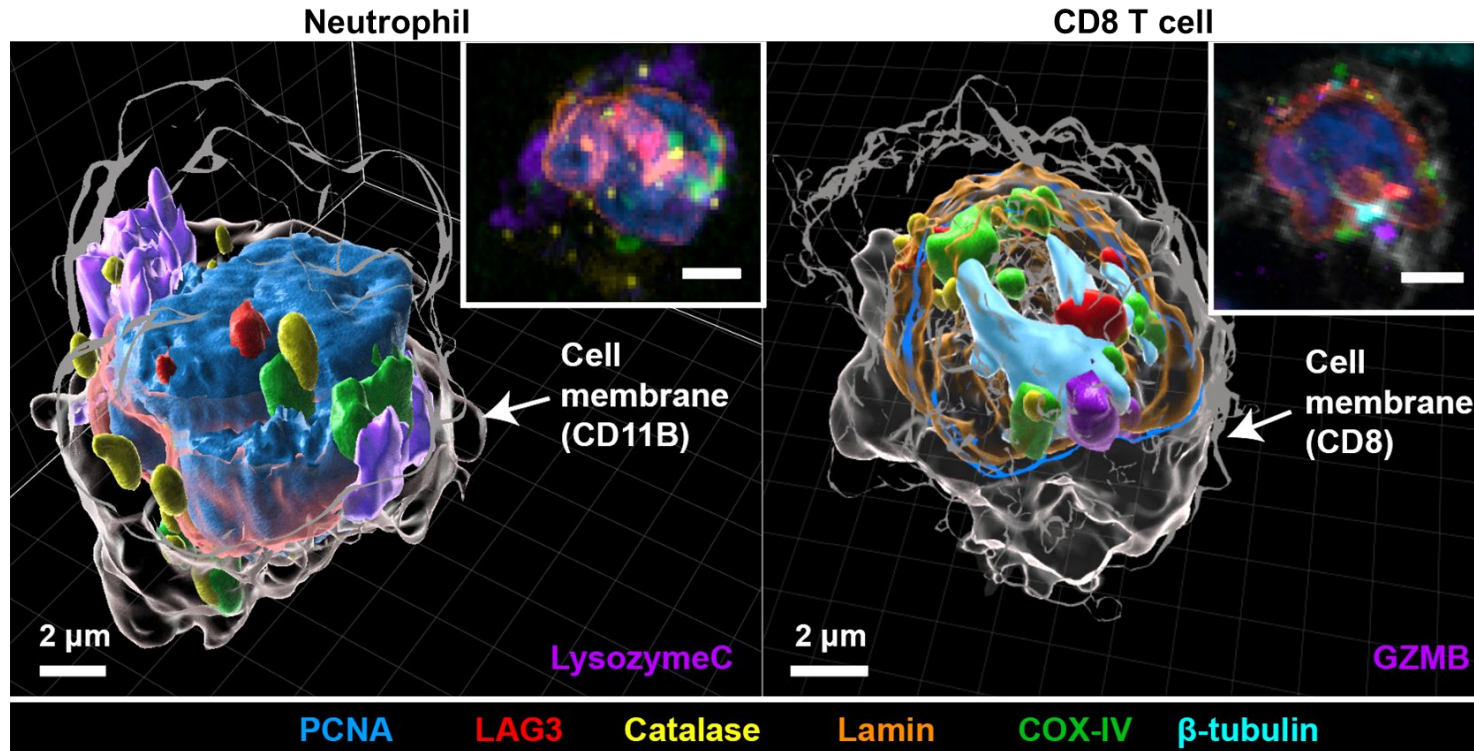 Neutrophil
CD8 T cell
Cell
membrane
(CD11B)
Cell
membrane
(CD8)
2 µm
LysozymeC
2 µm
GZMB
PCNA LAG3 Catalase Lamin COX-IV β-tubulin